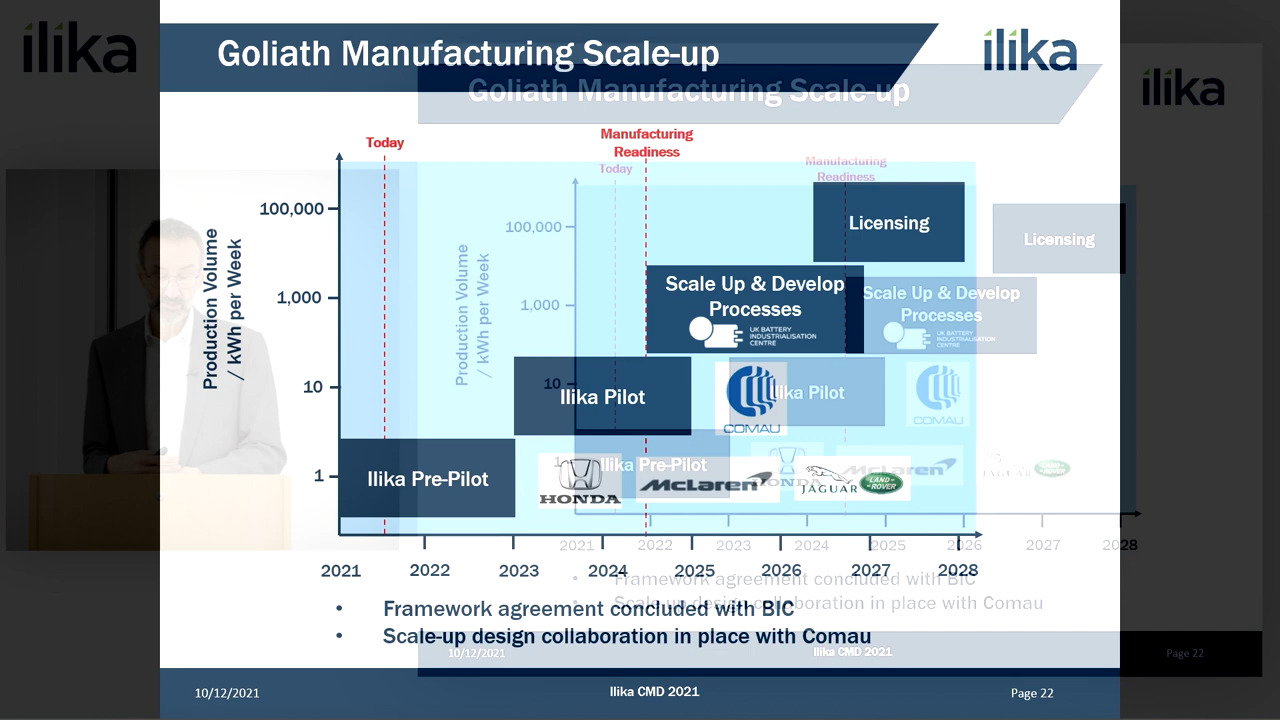 ilika
Goliath Manufacturing Scale-up
ilika
ilika
Goliath Manufacturing Scale-up
Today
Manufacturing
Readiness
Today
Manufacturing
Readiness
Production Volume
/ kWh per Week
100,000
1,000
10
1
Production Volume
/ kWh per Week
100,000
1,000
10
1
Licensing
Licensing
Scale Up & Develop
Processes
UK BATTERY
INDUSTRIALISATION
CENTRE
Scale Up & Develop
Processes
UK BATTERY
INDUSTRIALISATION
CENTRE
Ilika Pilot
COMAU
Ilika Pilot
COMAU
Ilika Pre-Pilot
Ilika Pre-Pilot
HONDA
McLaren
JAGUAR
LAND ROVER
HONDA
McLaren
JAGUAR
LAND ROVER
2021 2022 2023 2024 2025 2026 2027 2028
2021 2022 2023 2024 2025 2026 2027 2028
• Framework agreement concluded with BIC
• Scale-up design collaboration in place with Comau
• Framework agreement concluded with BIC
• Scale-up design collaboration in place with Comau
10/12/2021 Ilika CMD 2021 Page 22
10/12/2021 Ilika CMD 2021 Page 22